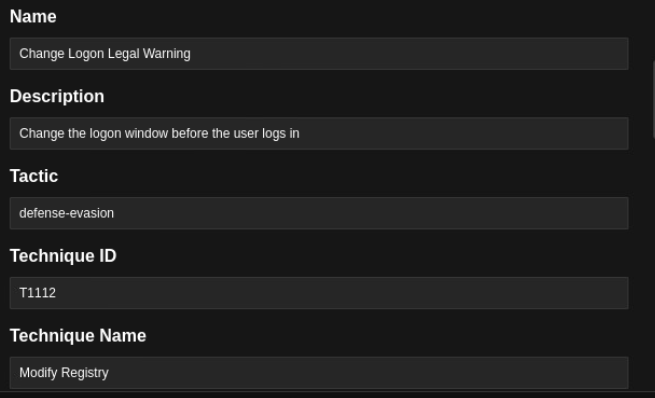 Name
Change Logon Legal Warning
Description
Change the logon window before the user logs in
Tactic
defense-evasion
Technique ID
T1112
Technique Name
Modify Registry